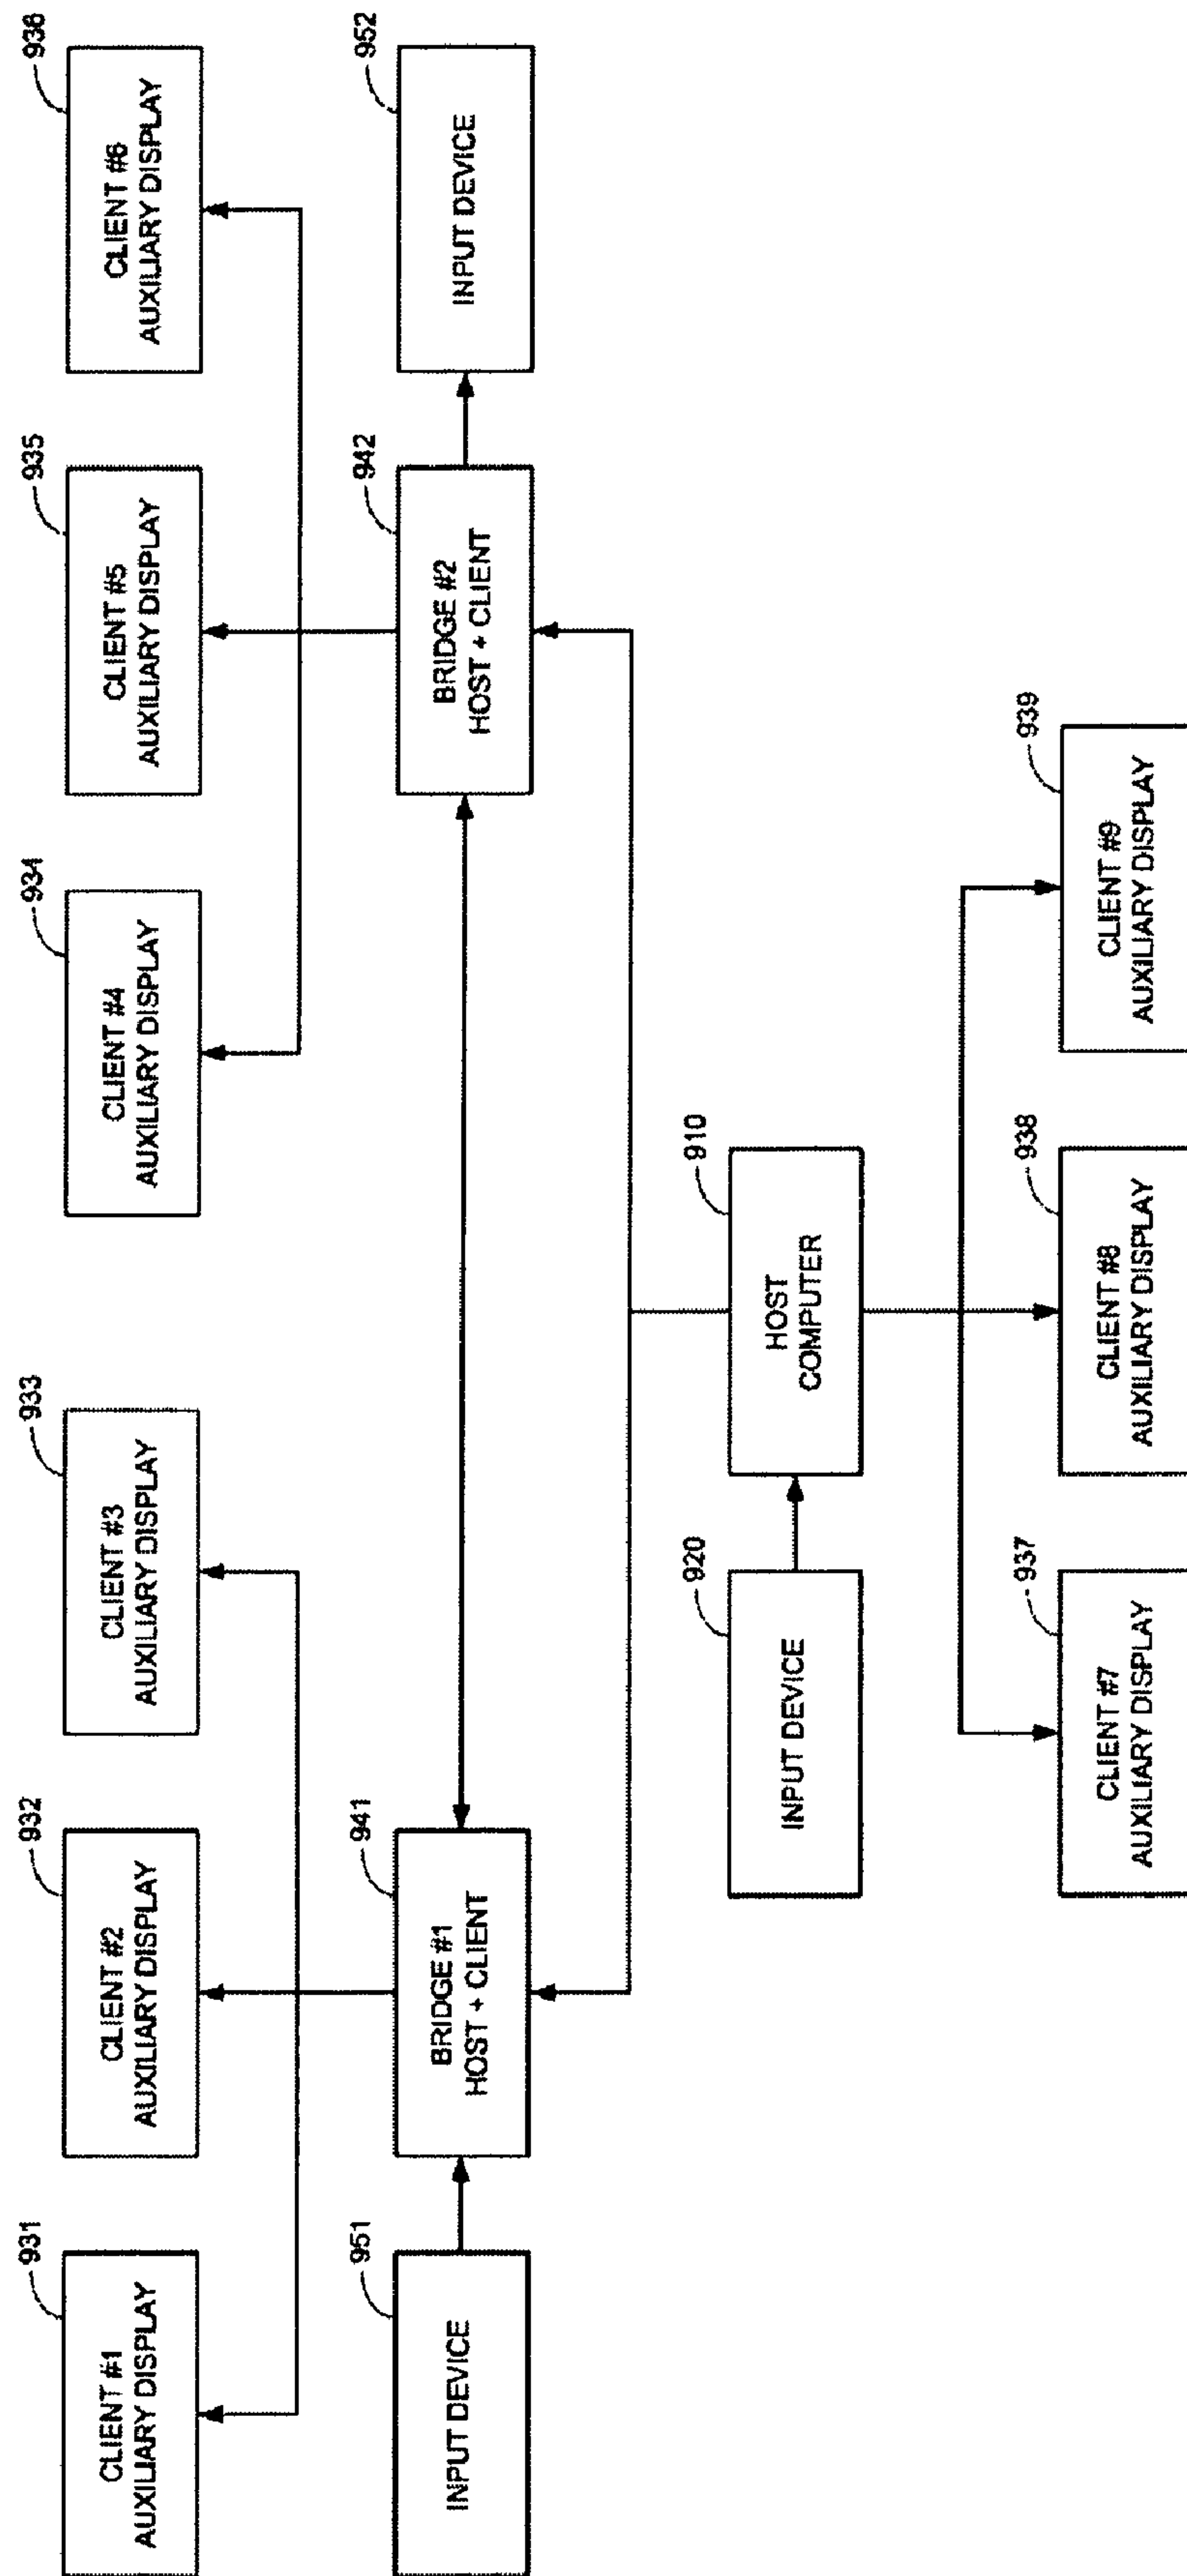 931
CLIENT #1
AUXILIARY DISPLAY
932
CLIENT #2
AUXILIARY DISPLAY
933
CLIENT #3
AUXILIARY DISPLAY
934
CLIENT #4
AUXILIARY DISPLAY
935
CLIENT #5
AUXILIARY DISPLAY
936
CLIENT #6
AUXILIARY DISPLAY
951
INPUT DEVICE
941
BRIDGE #1
HOST + CLIENT
942
BRIDGE #2
HOST + CLIENT
952
INPUT DEVICE
920
INPUT DEVICE
910
HOST
COMPUTER
937
CLIENT #7
AUXILIARY DISPLAY
938
CLIENT #8
AUXILIARY DISPLAY
939
CLIENT #9
AUXILIARY DISPLAY